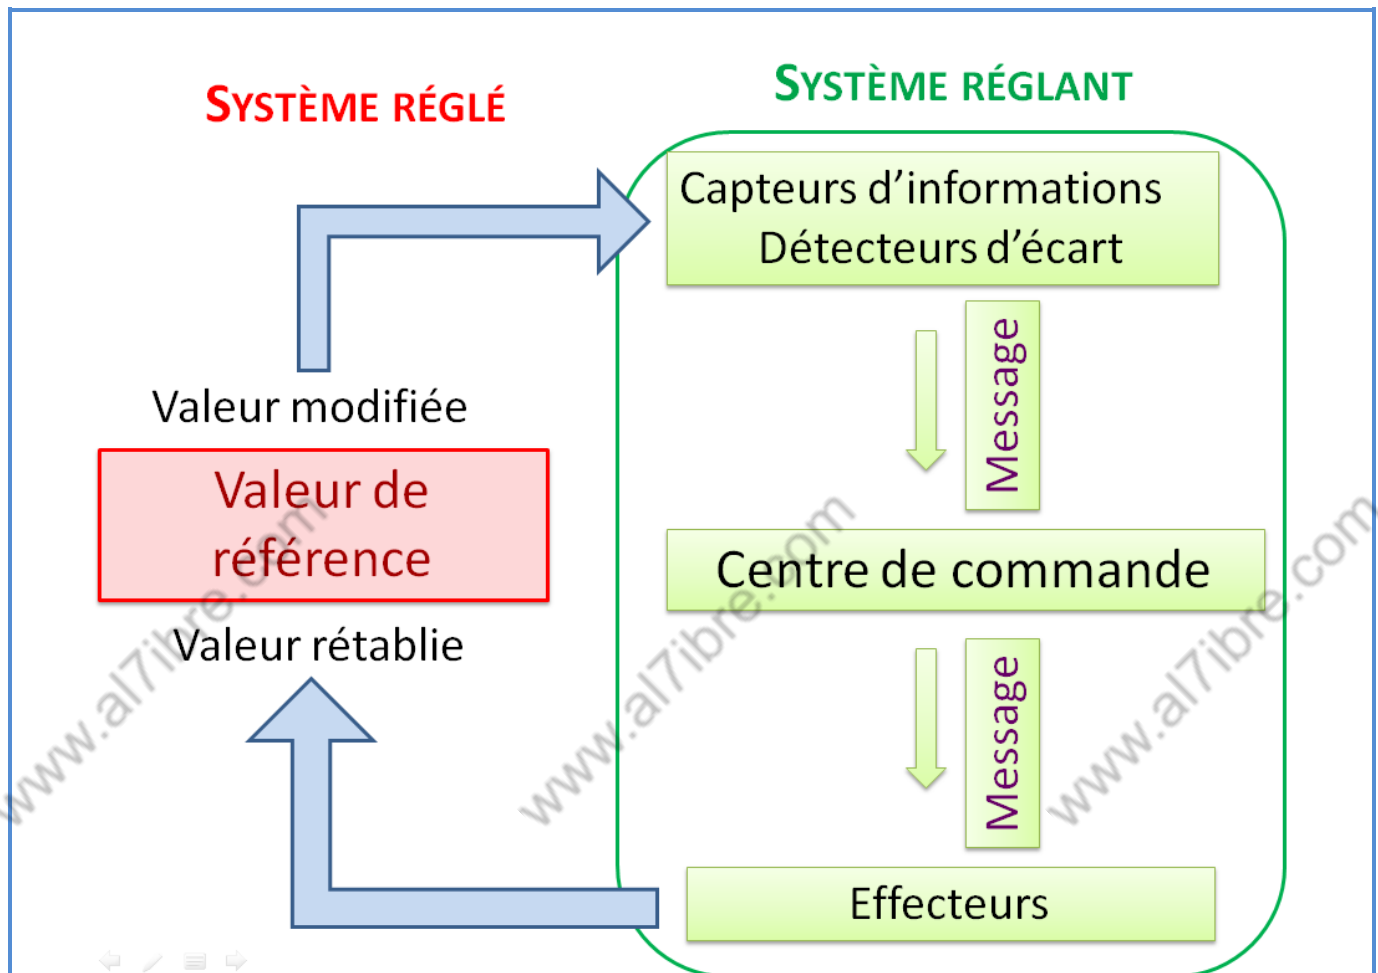 SYSTÈME RÉGLÉ
SYSTÈME RÉGLANT
Capteurs d'informations
Détecteurs d'écart
Message
Valeur modifiée
Valeur de
référence
Valeur rétablie
Centre de commande
Message
Effecteurs
www.al7ibre.com
www.al7ibre.com
www.al7ibre.com